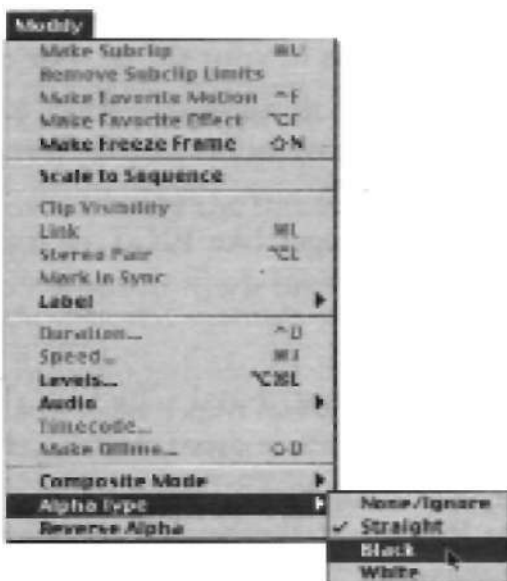 Modify
Make Subclip ⌘U
Remove Subclip Limits
Make Favorite Motion ^F
Make Favorite Effect ⌥F
Make Freeze Frame ⇧N
Scale to Sequence
Clip Visibility
Link ⌘L
Stereo Pair ⌥L
Mark in Sync
Label
Duration... ^D
Speed... ⌘J
Levels... ⌥⌘L
Audio
Timecode...
Make Offline... ⇧D
Composite Mode
Alpha Type
Reverse Alpha
None/Ignore
✓ Straight
Black
White